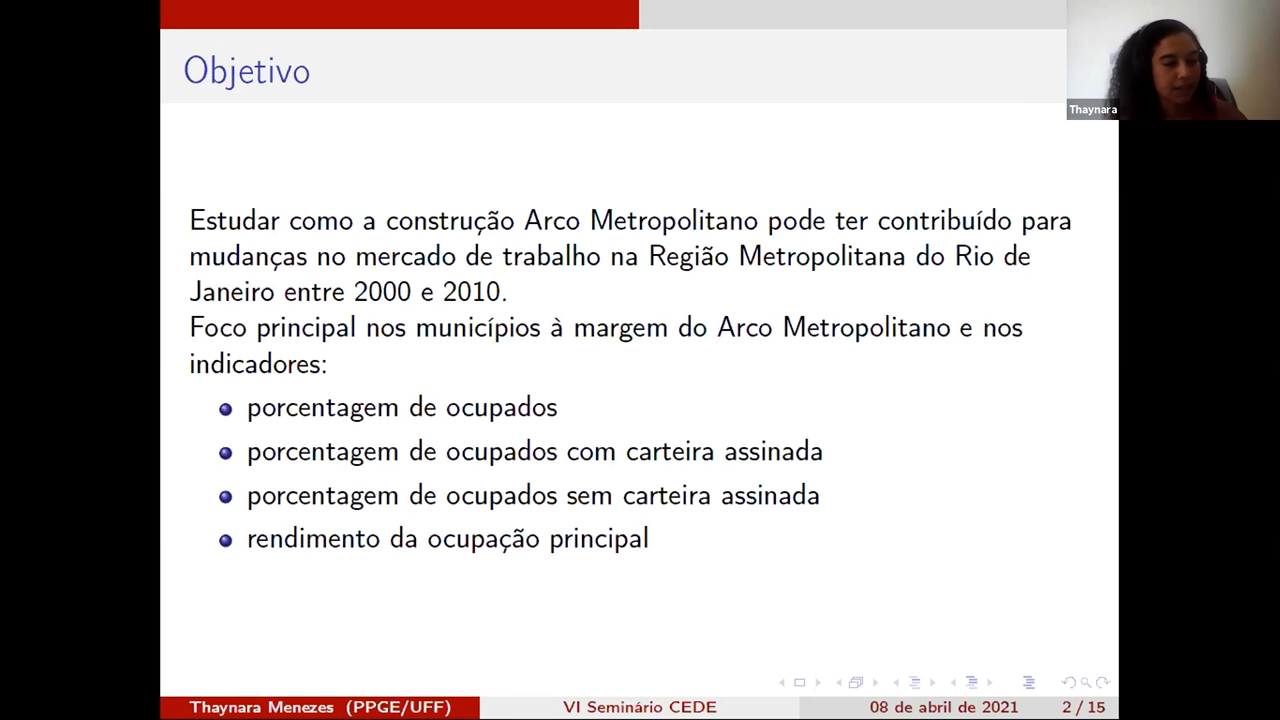 Objetivo
Thaynara
Estudar como a construção Arco Metropolitano pode ter contribuído para
mudanças no mercado de trabalho na Região Metropolitana do Rio de
Janeiro entre 2000 e 2010.
Foco principal nos municípios à margem do Arco Metropolitano e nos
indicadores:
porcentagem de ocupados
porcentagem de ocupados com carteira assinada
porcentagem de ocupados sem carteira assinada
rendimento da ocupação principal
Thaynara Menezes (PPGE/UFF) VI Seminário CEDE 08 de abril de 2021 2 / 15